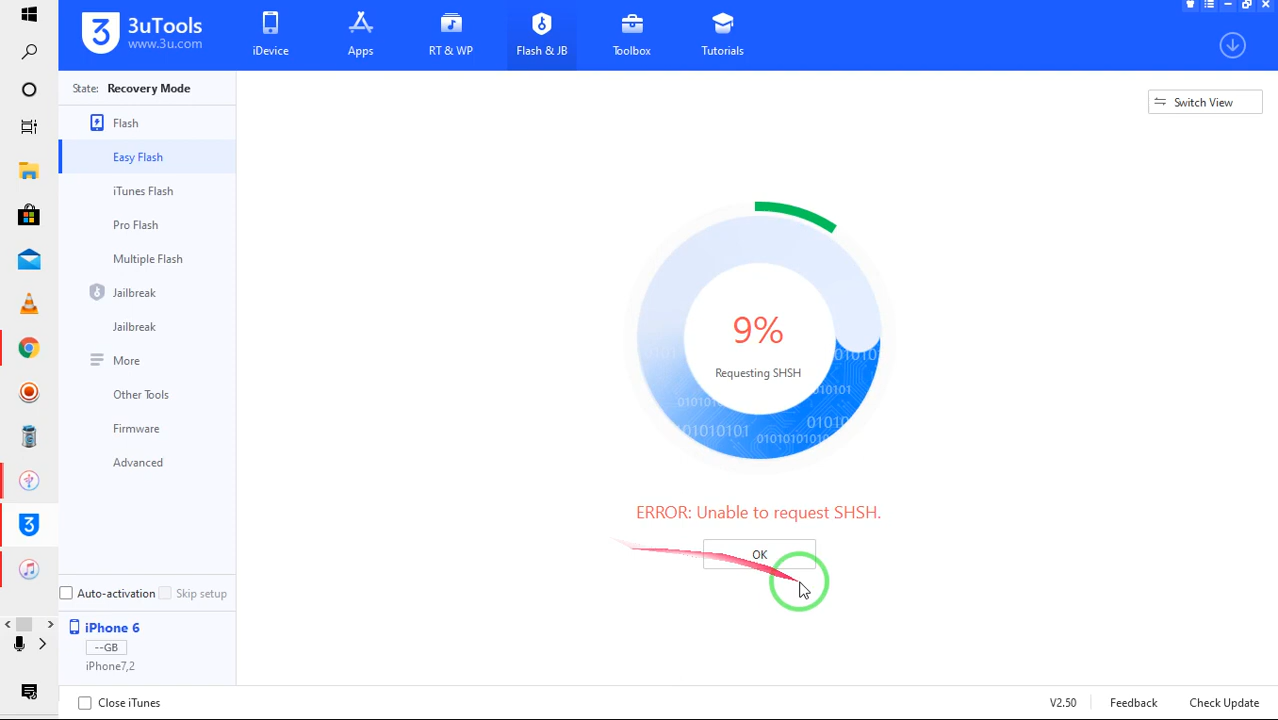 3uTools
www.3u.com
iDevice
Apps
RT & WP
Flash & JB
Toolbox
Tutorials
State: Recovery Mode
Switch View
Flash
Easy Flash
iTunes Flash
Pro Flash
Multiple Flash
Jailbreak
Jailbreak
More
Other Tools
Firmware
Advanced
9%
Requesting SHSH
ERROR: Unable to request SHSH.
OK
Auto-activation
Skip setup
iPhone 6
--GB
iPhone7,2
Close iTunes
V2.50
Feedback
Check Update